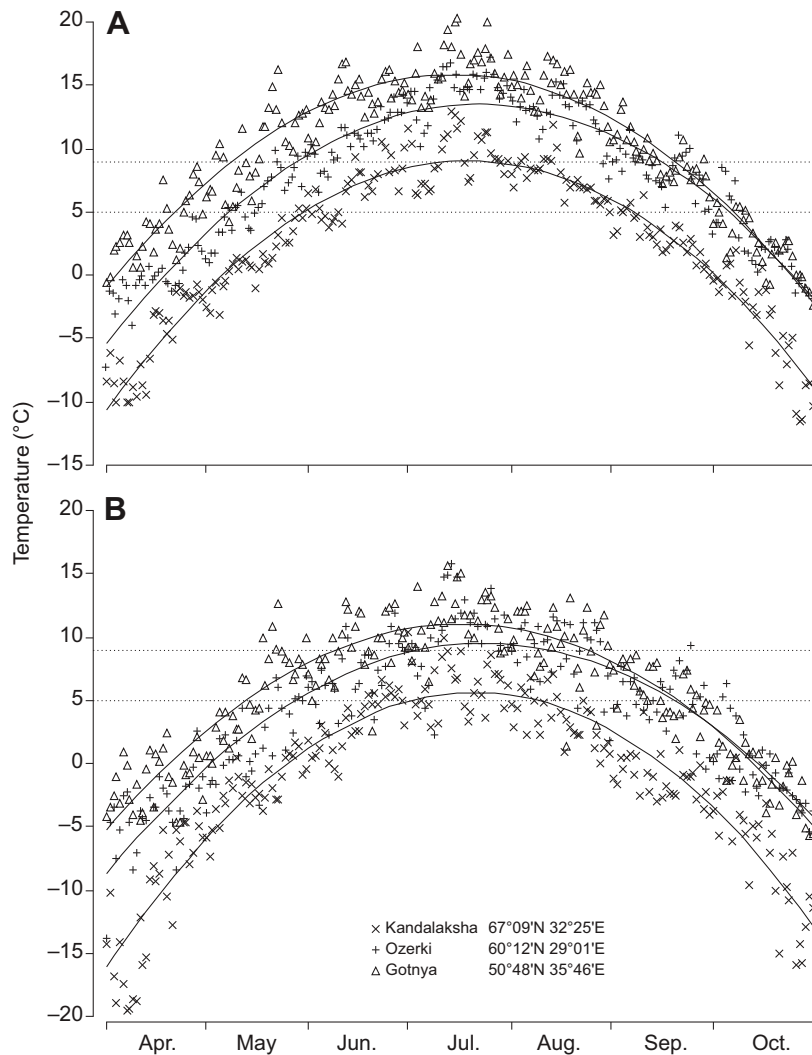 A
20
15
10
5
0
–5
–10
–15
Temperature (°C)
B
20
15
10
5
0
–5
–10
–15
–20
× Kandalaksha 67°09'N 32°25'E
+ Ozerki 60°12'N 29°01'E
△ Gotnya 50°48'N 35°46'E
Apr. May Jun. Jul. Aug. Sep. Oct.